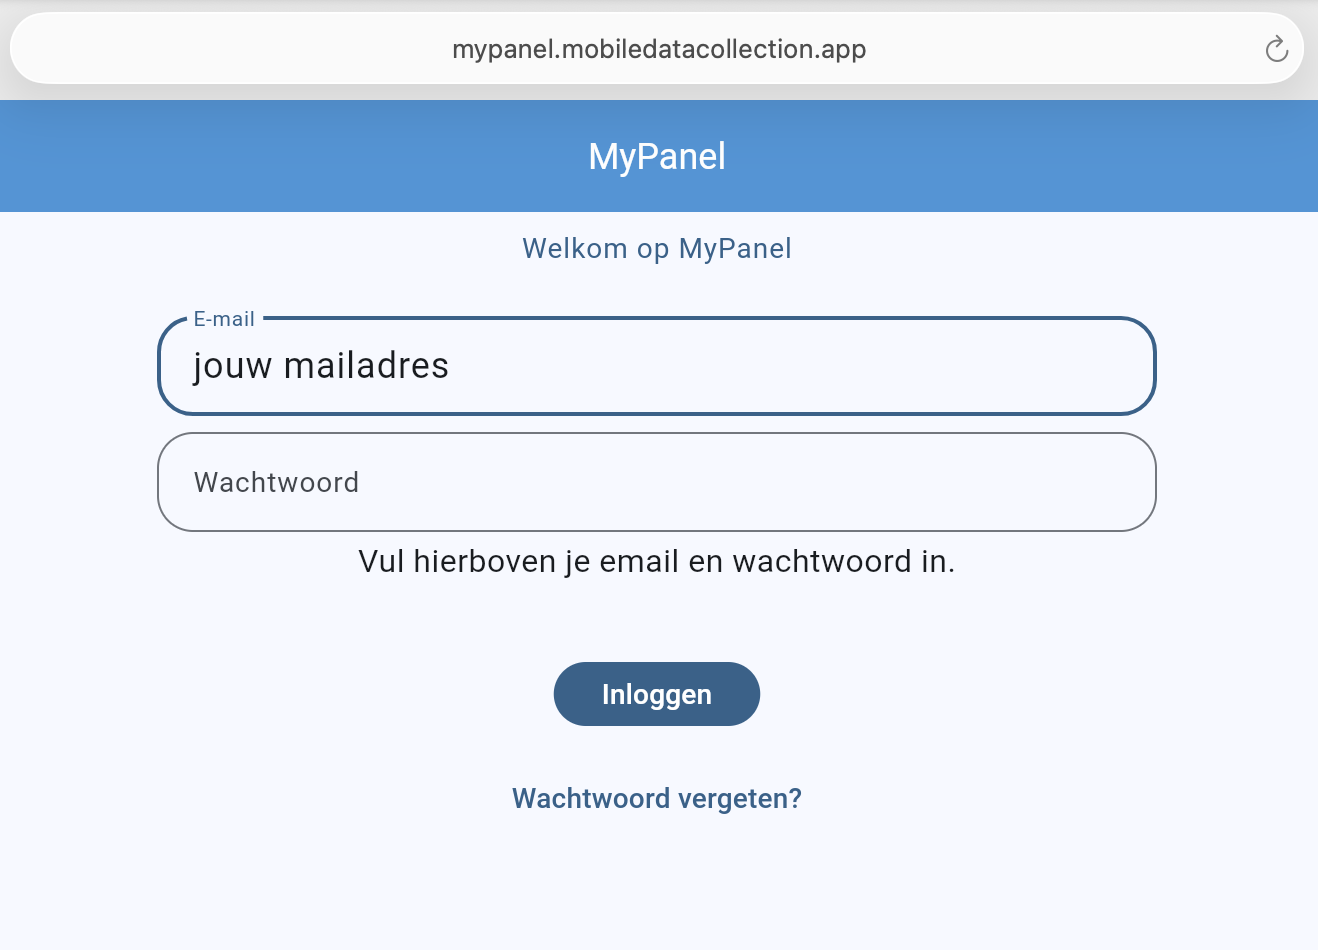 mypanel.mobiledatacollection.app
MyPanel
Welkom op MyPanel
E-mail
jouw mailadres
Wachtwoord
Vul hierboven je email en wachtwoord in.
Inloggen
Wachtwoord vergeten?